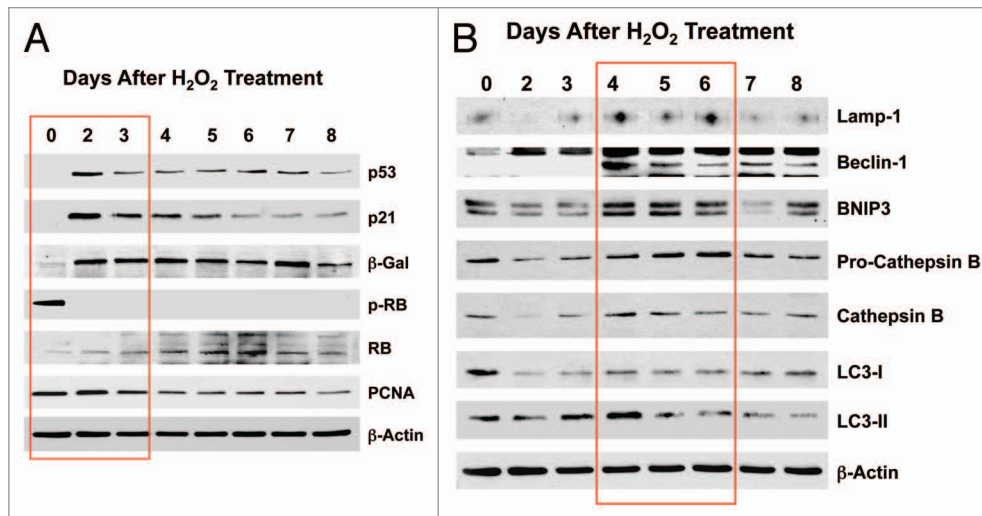 A
Days After H₂O₂ Treatment
0 2 3 4 5 6 7 8
p53
p21
β-Gal
p-RB
RB
PCNA
β-Actin
B
Days After H₂O₂ Treatment
0 2 3 4 5 6 7 8
Lamp-1
Beclin-1
BNIP3
Pro-Cathepsin B
Cathepsin B
LC3-I
LC3-II
β-Actin